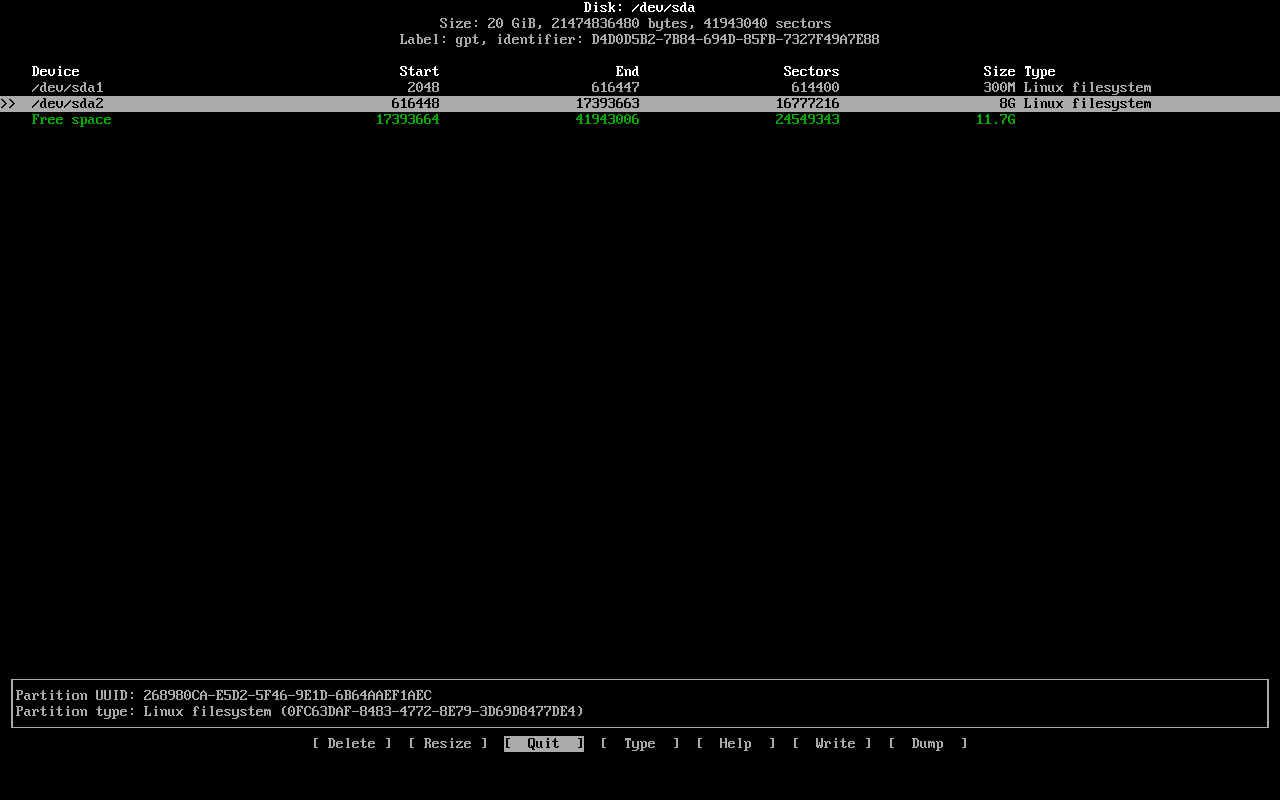 Disk: /dev/sda
Size: 20 GiB, 21474836480 bytes, 41943040 sectors
Label: gpt, identifier: D4D0D5B2-7B84-694D-85FB-7327F49A7E88
Device Start End Sectors Size Type
/dev/sda1 2048 616447 614400 300M Linux filesystem
>> /dev/sda2 616448 17393663 16777216 8G Linux filesystem
Free space 17393664 41943006 24549343 11.7G
Partition UUID: 268980CA-E5D2-5F46-9E1D-6B64AAEF1AEC
Partition type: Linux filesystem (0FC63DAF-8483-4772-8E79-3D69D8477DE4)
[ Delete ] [ Resize ] [ Quit ] [ Type ] [ Help ] [ Write ] [ Dump ]